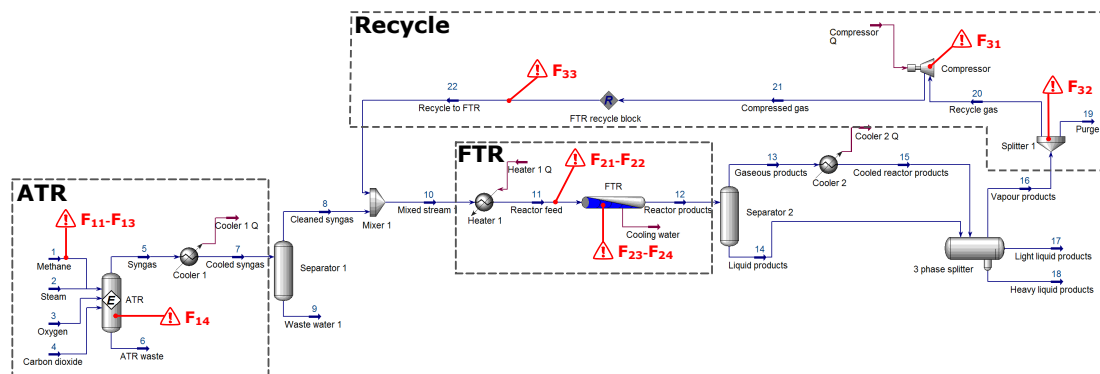 Recycle
Compressor
Q
F31
Compressor
F33
F32
22
21
20
19
Recycle to FTR
R
Compressed gas
Recycle gas
Purge
FTR recycle block
Splitter 1
Cooler 2 Q
FTR
Heater 1 Q
F21-F22
13
15
16
Gaseous products
Cooler 2
Cooled reactor products
Vapour products
ATR
F11-F13
Cooler 1 Q
8
Cleaned syngas
Mixer 1
10
Mixed stream
Heater 1
11
Reactor feed
FTR
12
Reactor products
Cooling water
Separator 2
F23-F24
14
Liquid products
3 phase splitter
17
Light liquid products
18
Heavy liquid products
1
Methane
5
Syngas
Cooler 1
7
Cooled syngas
Separator 1
2
Steam
E
ATR
3
Oxygen
F14
9
Waste water 1
4
Carbon dioxide
6
ATR waste